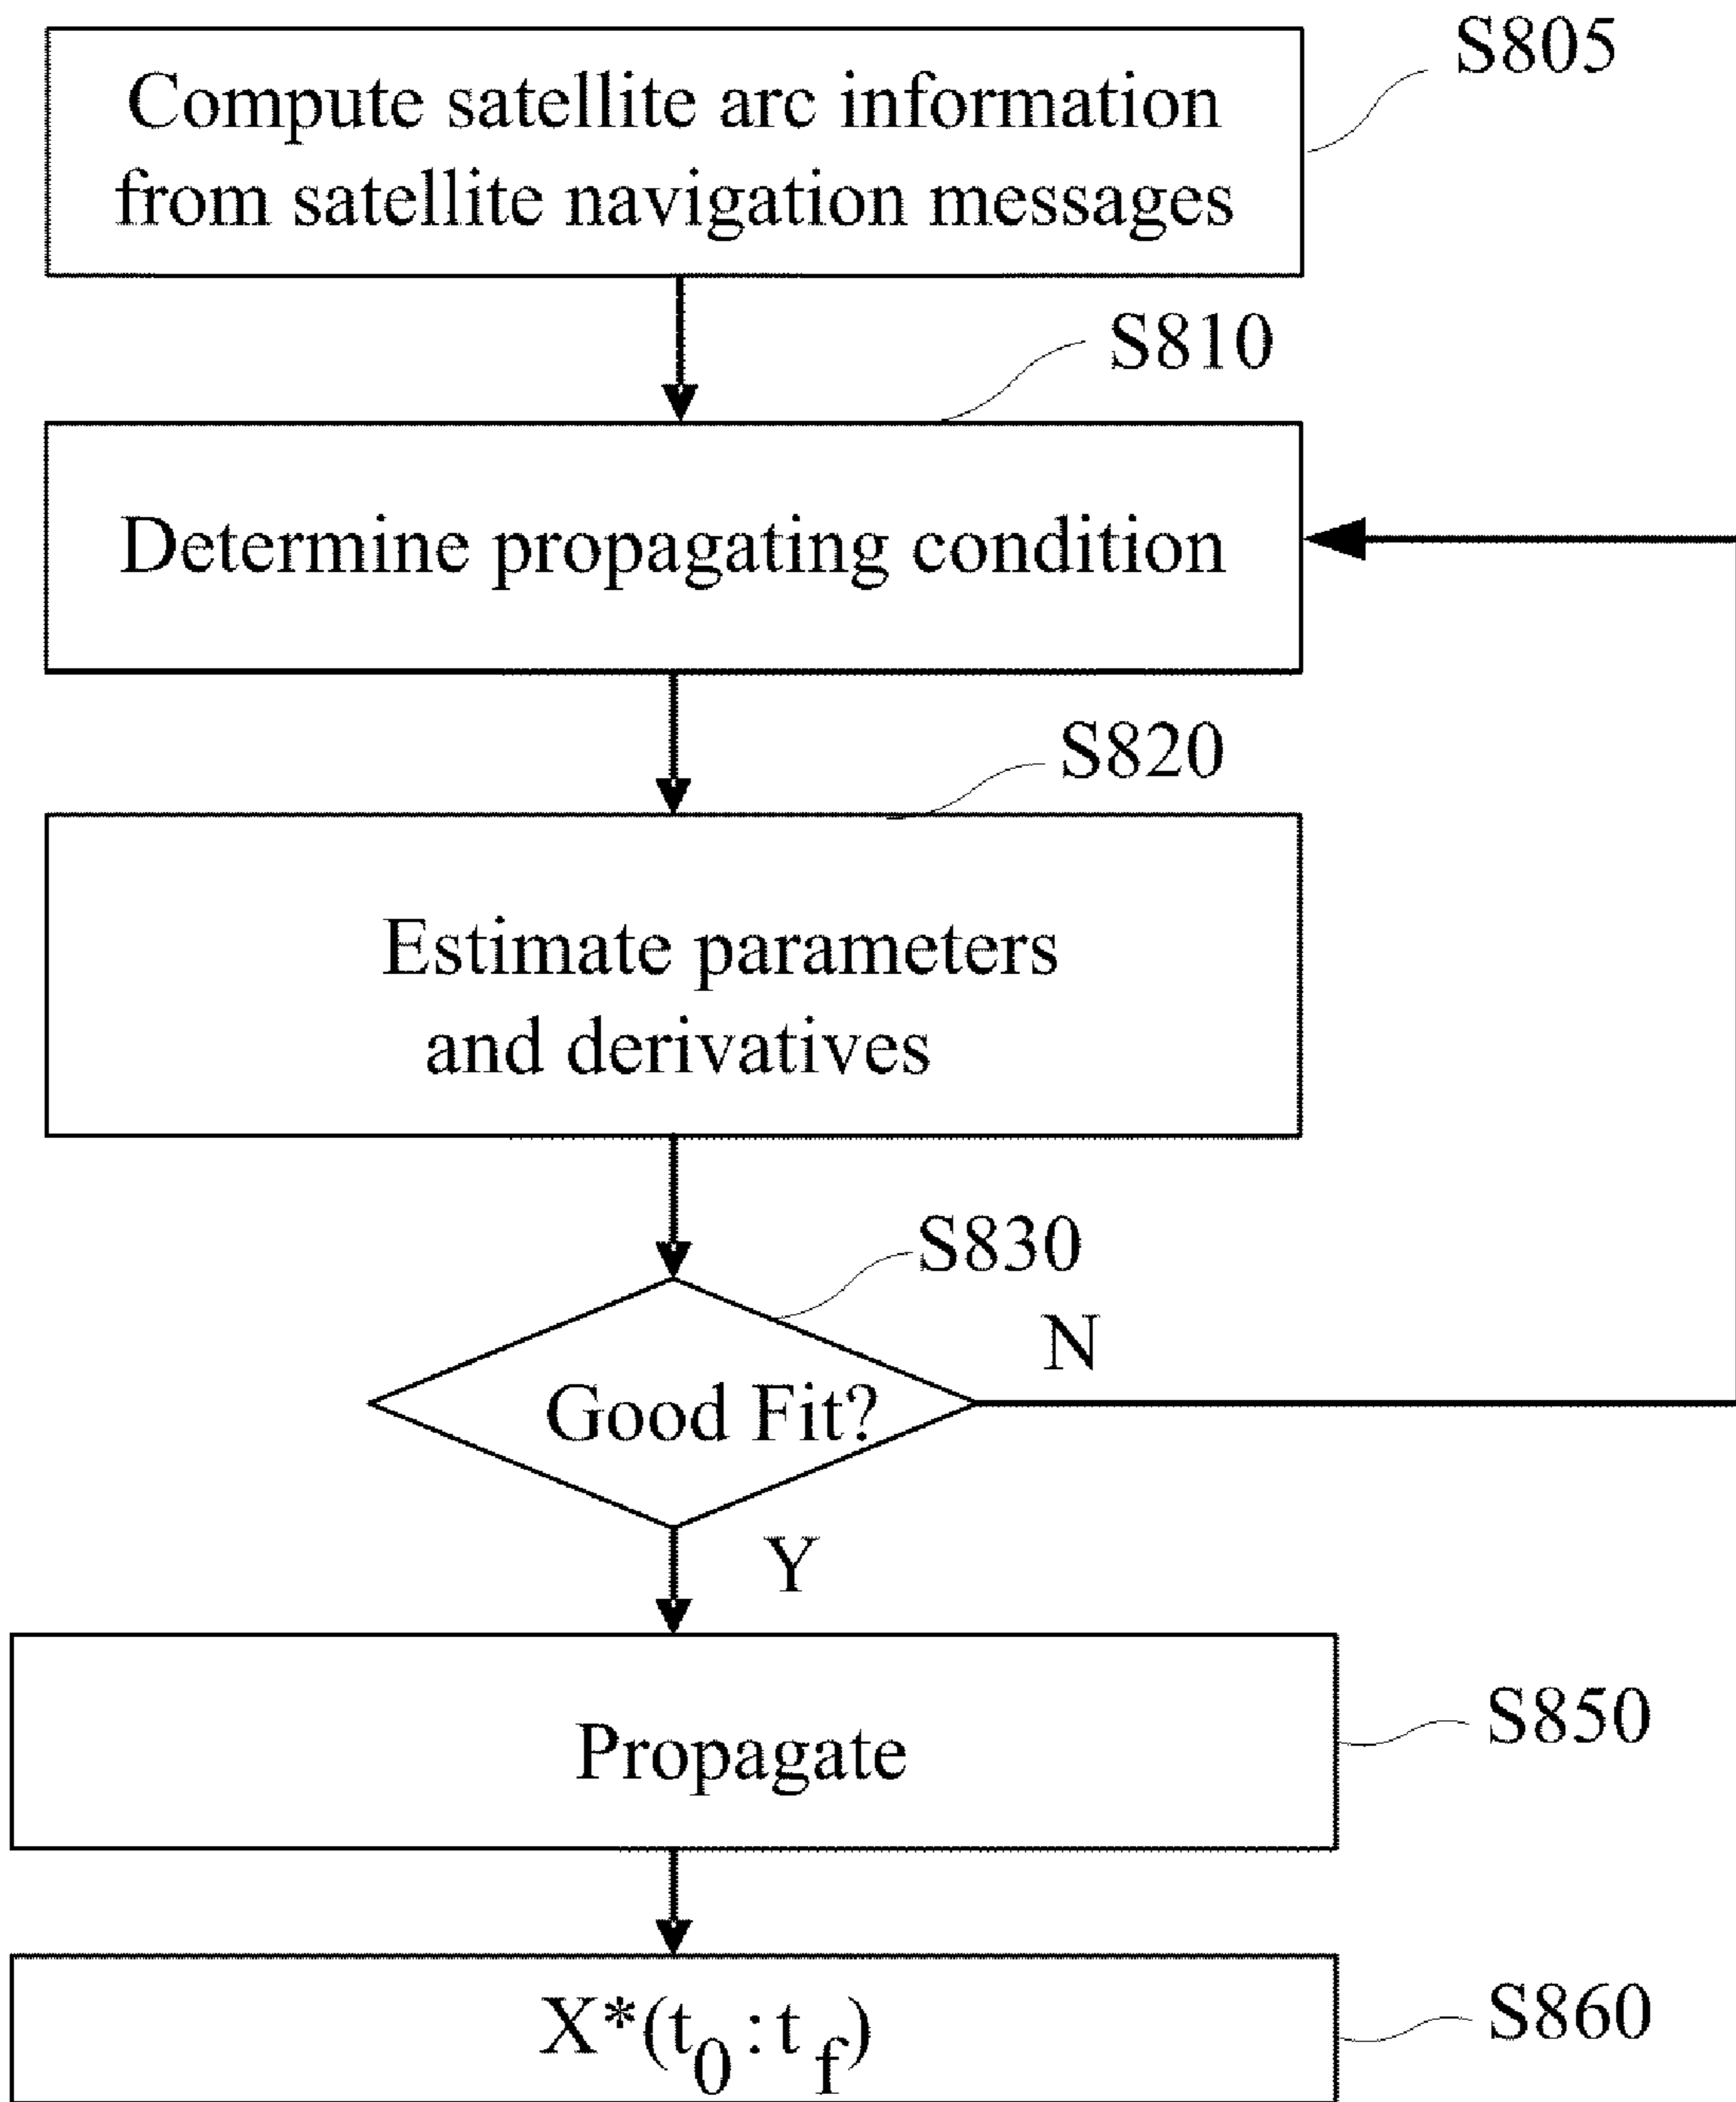 S805
Compute satellite arc information
from satellite navigation messages
S810
Determine propagating condition
S820
Estimate parameters
and derivatives
S830
N
Good Fit?
Y
S850
Propagate
S860
X*(t₀ : t f)